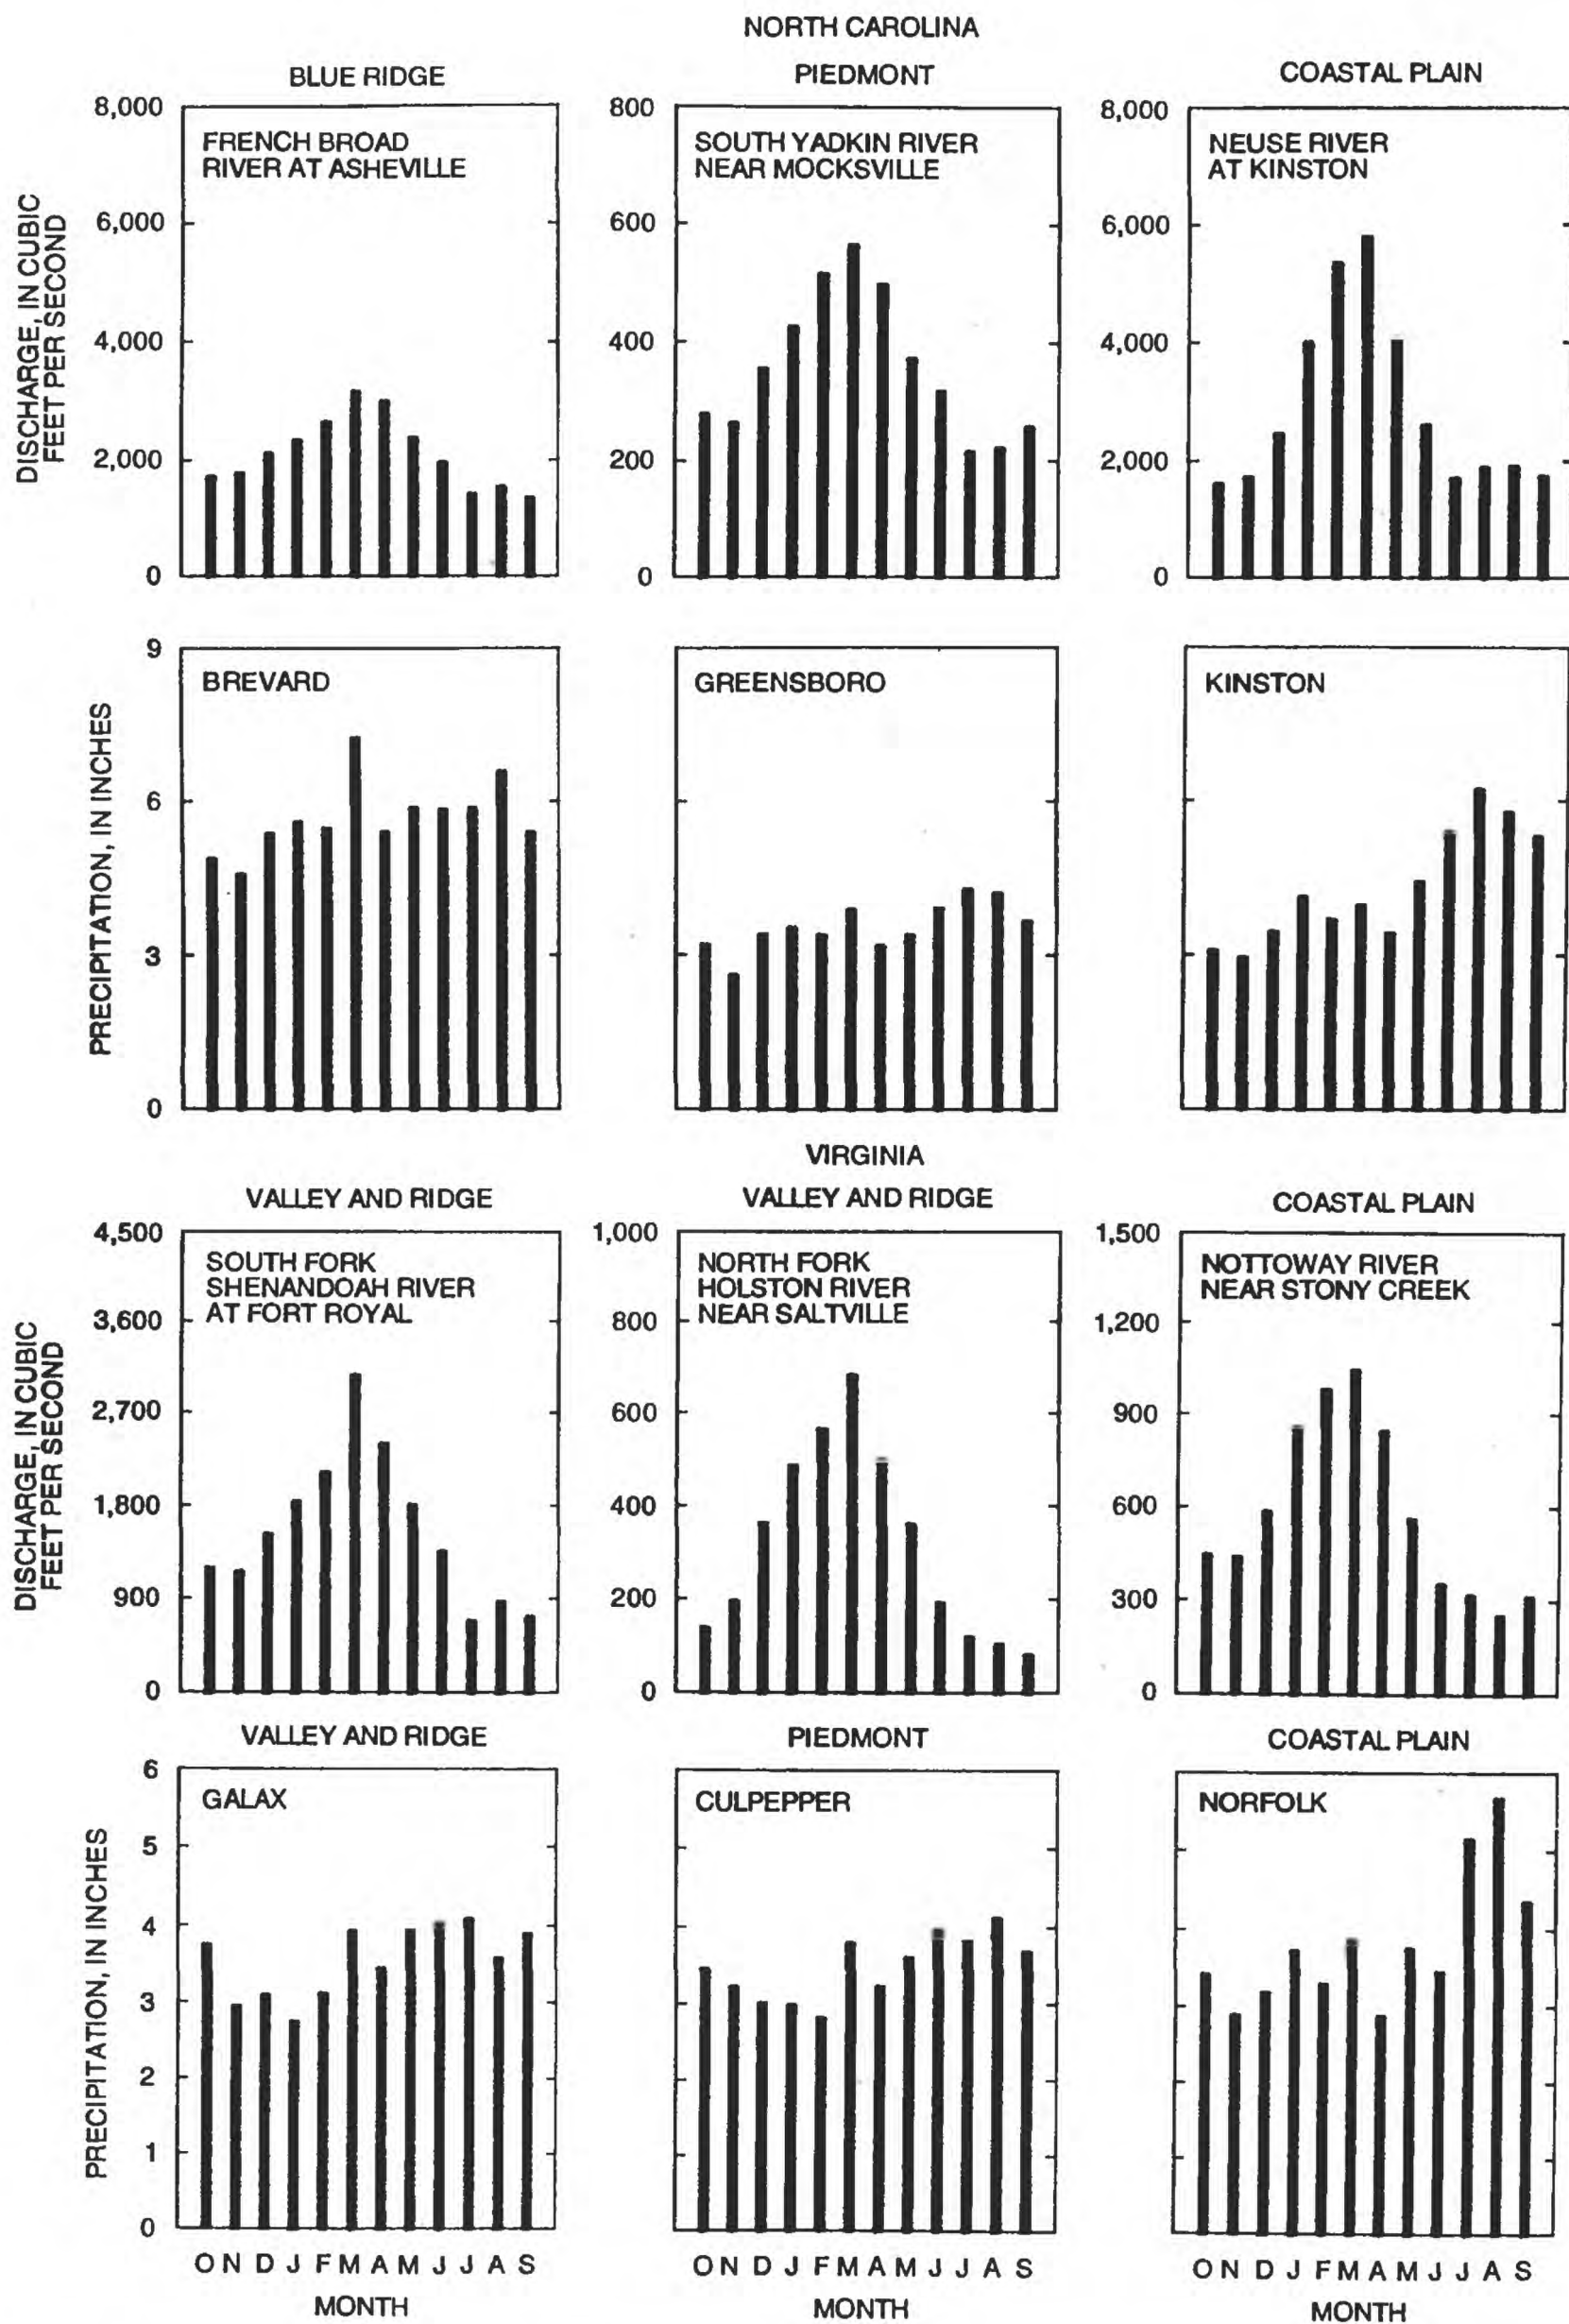 NORTH CAROLINA
BLUE RIDGE
PIEDMONT
COASTAL PLAIN
DISCHARGE, IN CUBIC
FEET PER SECOND
8,000
6,000
4,000
2,000
0
FRENCH BROAD
RIVER AT ASHEVILLE
800
600
400
200
0
SOUTH YADKIN RIVER
NEAR MOCKSVILLE
8,000
6,000
4,000
2,000
0
NEUSE RIVER
AT KINSTON
PRECIPITATION, IN INCHES
9
6
3
0
BREVARD
GREENSBORO
KINSTON
VIRGINIA
VALLEY AND RIDGE
VALLEY AND RIDGE
COASTAL PLAIN
DISCHARGE, IN CUBIC
FEET PER SECOND
4,500
3,600
2,700
1,800
900
0
SOUTH FORK
SHENANDOAH RIVER
AT FORT ROYAL
1,000
800
600
400
200
0
NORTH FORK
HOLSTON RIVER
NEAR SALTVILLE
1,500
1,200
900
600
300
0
NOTTOWAY RIVER
NEAR STONY CREEK
VALLEY AND RIDGE
PIEDMONT
COASTAL PLAIN
PRECIPITATION, IN INCHES
6
5
4
3
2
1
0
GALAX
CULPEPPER
NORFOLK
O N D J F M A M J J A S
O N D J F M A M J J A S
O N D J F M A M J J A S
MONTH
MONTH
MONTH